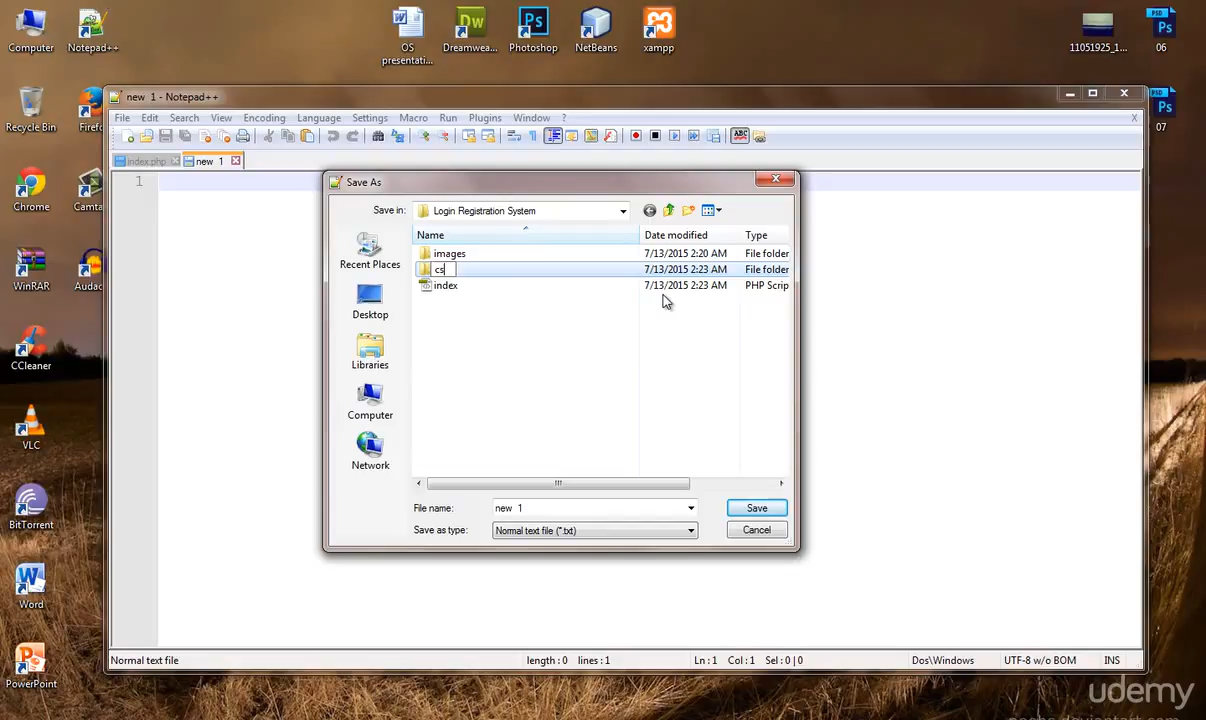 Computer
Notepad++
OS presentati...
Dreamwea...
Photoshop
NetBeans
xampp
11051925_1...
06
Recycle Bin
Firefo
07
Chrome
Camta
WinRAR
Audac
CCleaner
VLC
BitTorrent
Word
PowerPoint
new 1 - Notepad++
File Edit Search View Encoding Language Settings Macro Run Plugins Window ? X
index.php
new 1
1
Save As
Save in: Login Registration System
Name Date modified Type
images 7/13/2015 2:20 AM File folder
cs 7/13/2015 2:23 AM File folder
index 7/13/2015 2:23 AM PHP Scrip
Recent Places
Desktop
Libraries
Computer
Network
File name: new 1 Save
Save as type: Normal text file (*.txt) Cancel
Normal text file length : 0 lines : 1 Ln : 1 Col : 1 Sel : 0 | 0 Dos\Windows UTF-8 w/o BOM INS
udemy